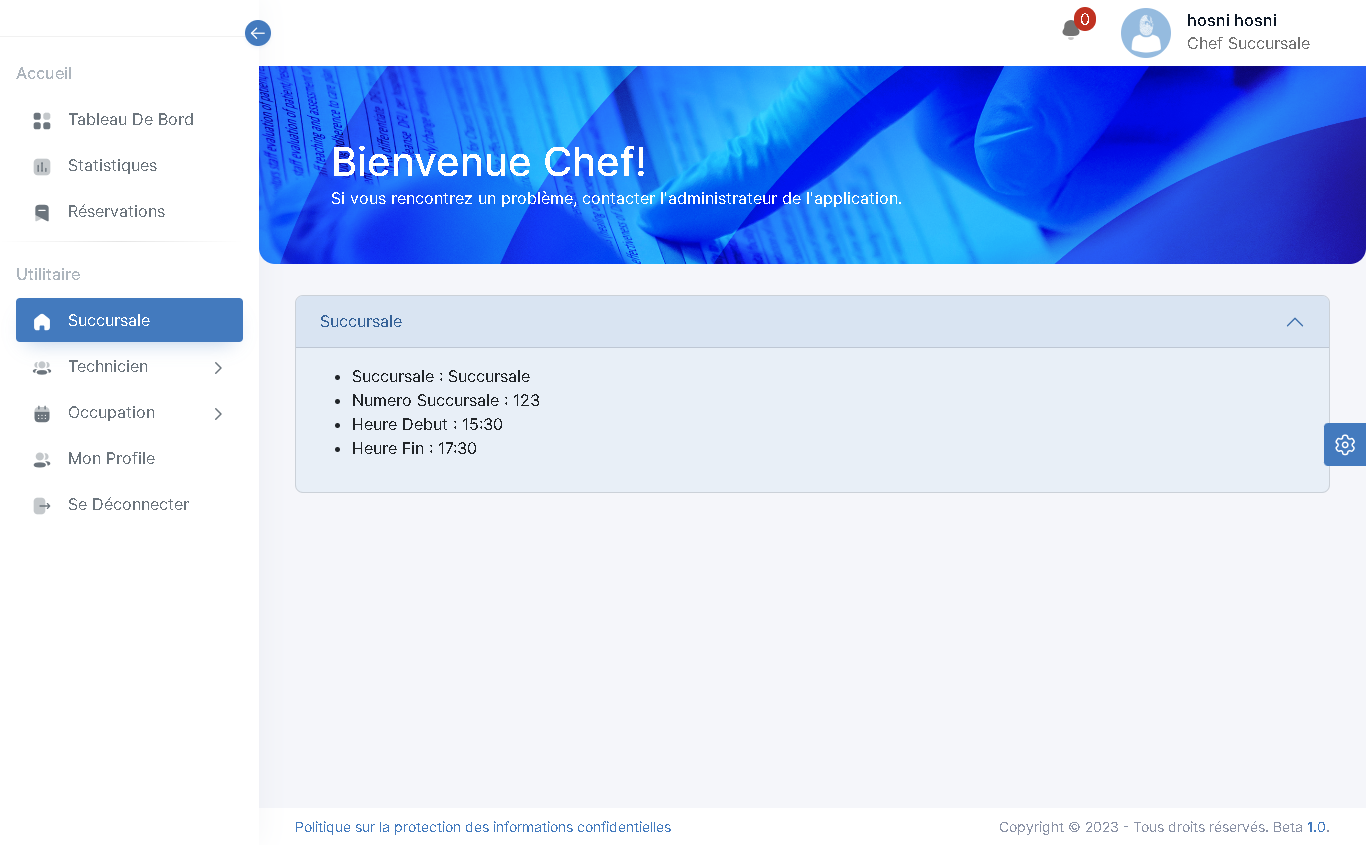 0
hosni hosni
Chef Succursale
Accueil
Tableau De Bord
Statistiques
Réservations
Utilitaire
Succursale
Technicien
Occupation
Mon Profile
Se Déconnecter
Bienvenue Chef!
Si vous rencontrez un problème, contacter l'administrateur de l'application.
Succursale
Succursale : Succursale
Numero Succursale : 123
Heure Debut : 15:30
Heure Fin : 17:30
Politique sur la protection des informations confidentielles
Copyright © 2023 - Tous droits réservés. Beta 1.0.